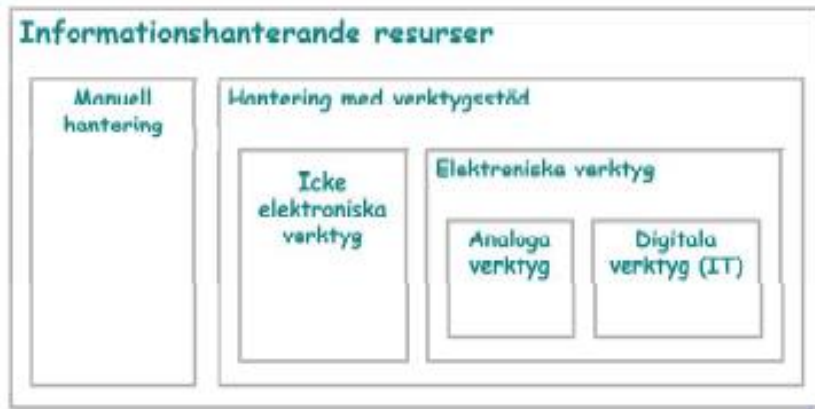 Informationshanterande resurser
Manuell
hantering
Hantering med verktygsstöd
Icke
elektroniska
verktyg
Elektroniska verktyg
Analoga
verktyg
Digitala
verktyg (IT)